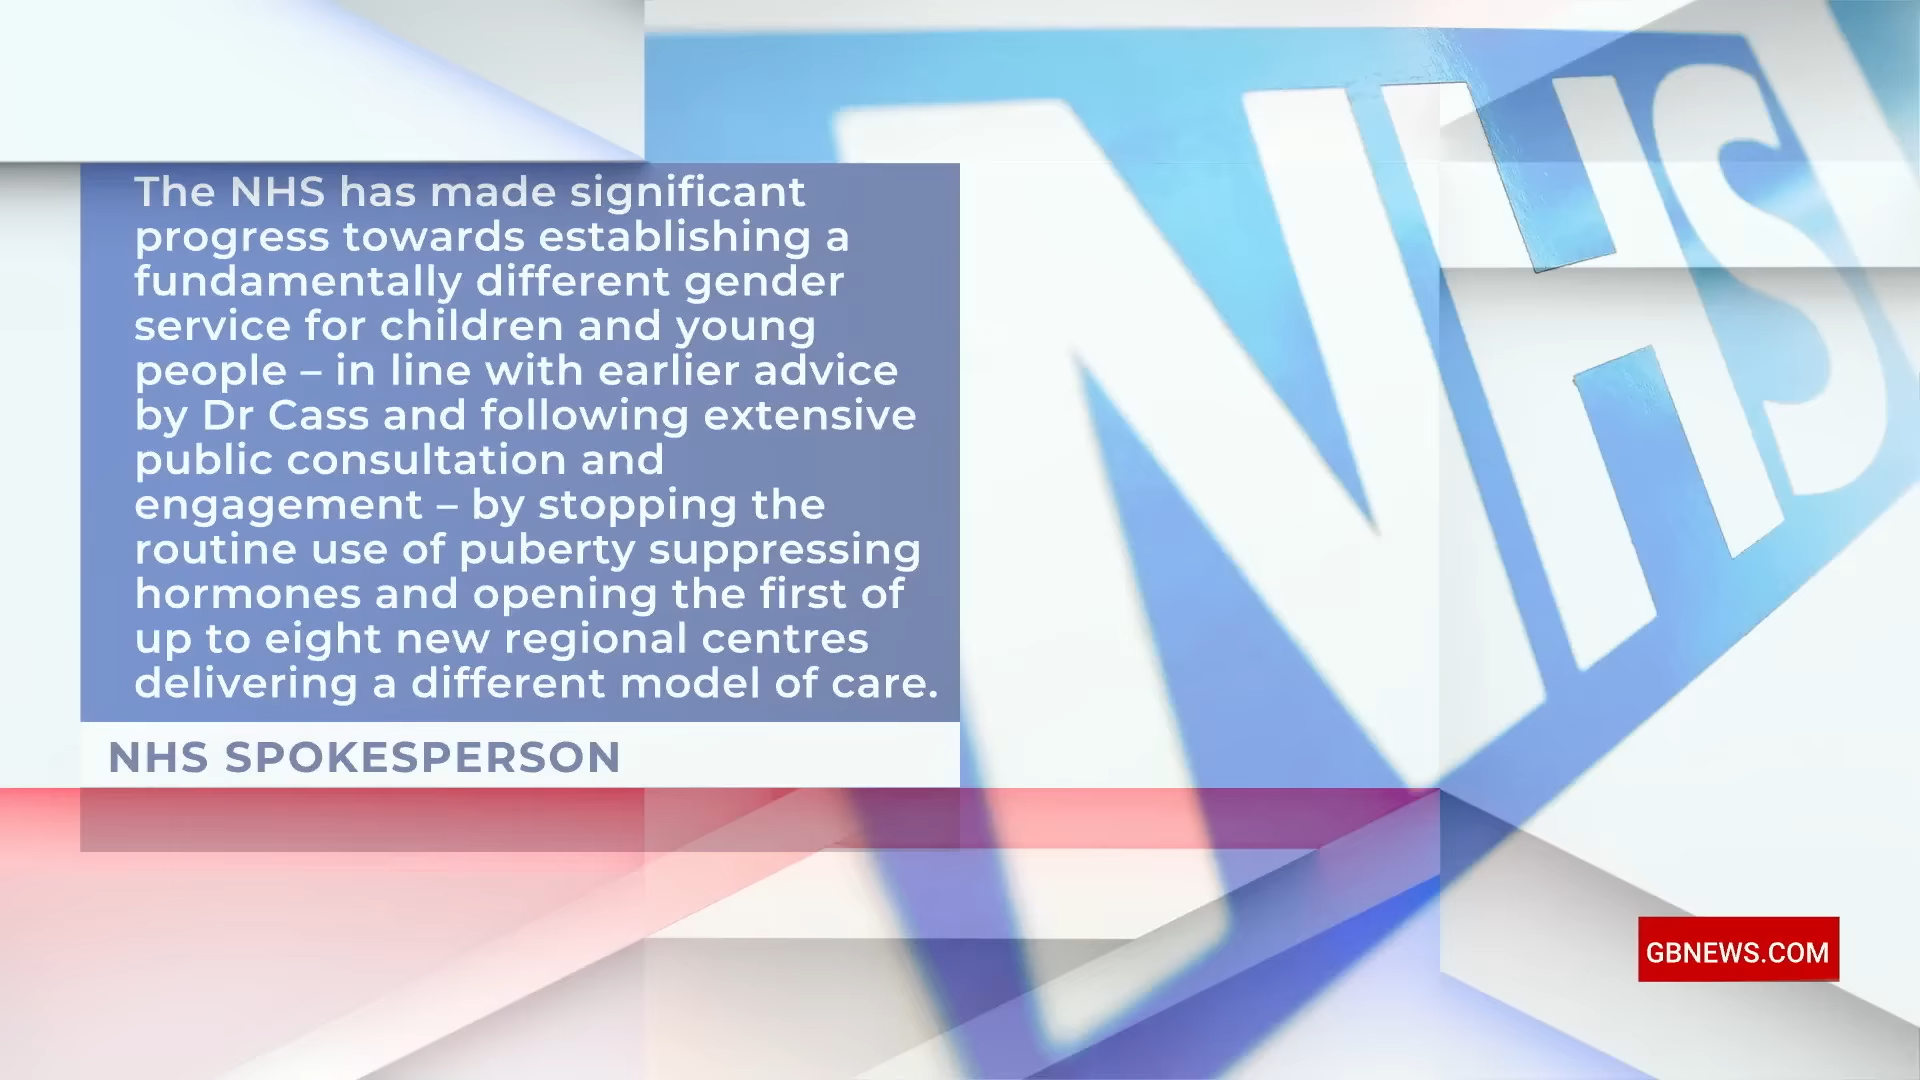 The NHS has made significant
progress towards establishing a
fundamentally different gender
service for children and young
people – in line with earlier advice
by Dr Cass and following extensive
public consultation and
engagement – by stopping the
routine use of puberty suppressing
hormones and opening the first of
up to eight new regional centres
delivering a different model of care.
NHS SPOKESPERSON
NHS
GBNEWS.COM